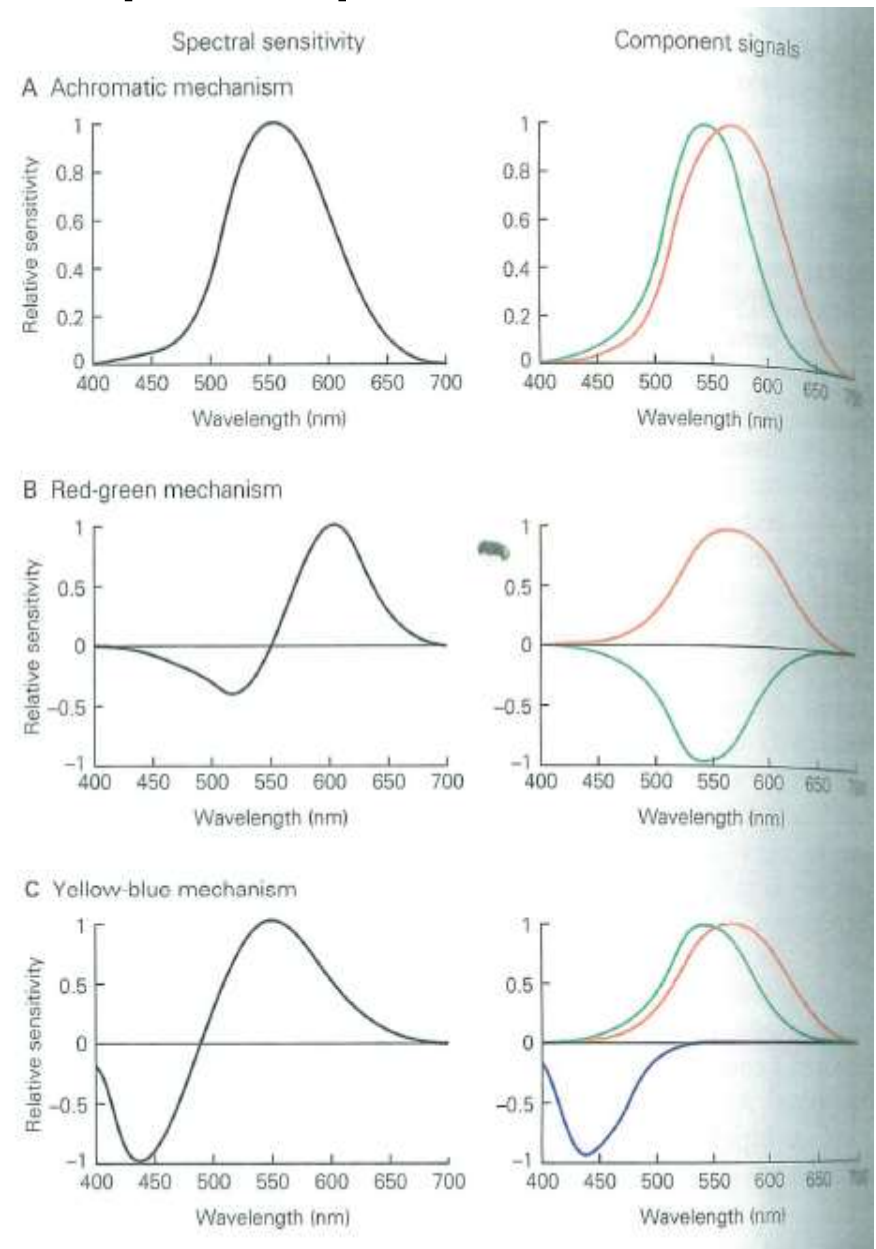 Spectral sensitivity
Component signals
A Achromatic mechanism
Relative sensitivity
1
0.8
0.6
0.4
0.2
0
400 450 500 550 600 650 700
Wavelength (nm)
1
0.8
0.6
0.4
0.2
0
400 450 500 550 600 650
Wavelength (nm)
B Red-green mechanism
Relative sensitivity
1
0.5
0
−0.5
−1
400 450 500 550 600 650 700
Wavelength (nm)
1
0.5
0
−0.5
−1
400 450 500 550 600 650 700
Wavelength (nm)
C Yellow-blue mechanism
Relative sensitivity
1
0.5
0
−0.5
−1
400 450 500 550 600 650 700
Wavelength (nm)
1
0.5
0
−0.5
−1
400 450 500 550 600 650
Wavelength (nm)